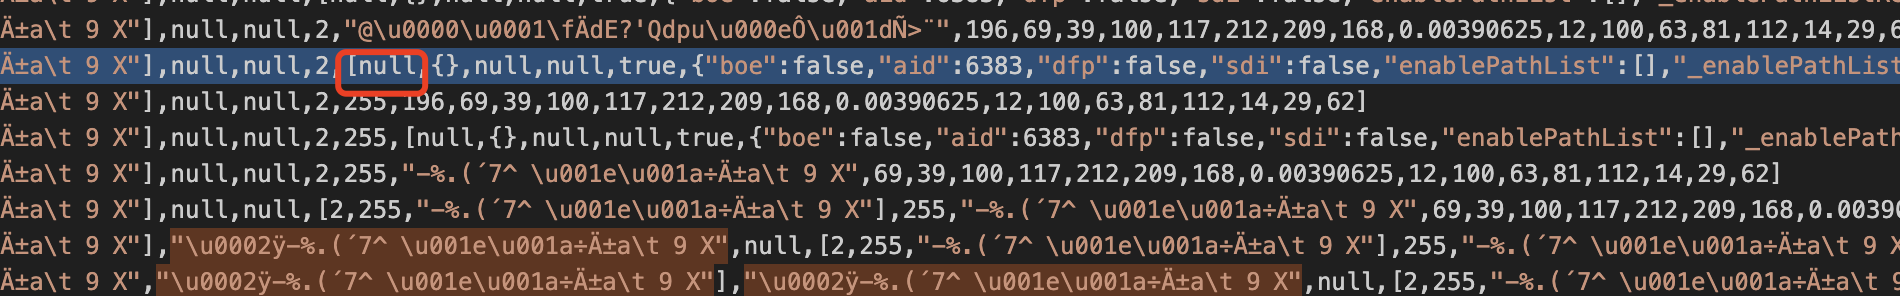 Ä±a\t 9 X"],null,null,2,"@\u0000\u0001\fÄdE?'Qdpu\u000eÔ\u001dÑ>¨",196,69,39,100,117,212,209,168,0.00390625,12,100,63,81,112,14,29,6
Ä±a\t 9 X"],null,null,2,[null,{},null,null,true,{"boe":false,"aid":6383,"dfp":false,"sdi":false,"enablePathList":[],"_enablePathList
Ä±a\t 9 X"],null,null,2,255,196,69,39,100,117,212,209,168,0.00390625,12,100,63,81,112,14,29,62]
Ä±a\t 9 X"],null,null,2,255,[null,{},null,null,true,{"boe":false,"aid":6383,"dfp":false,"sdi":false,"enablePathList":[],"_enablePath
Ä±a\t 9 X"],null,null,2,255,"-%.(´7^ \u001e\u001a÷Ä±a\t 9 X",69,39,100,117,212,209,168,0.00390625,12,100,63,81,112,14,29,62]
Ä±a\t 9 X"],null,null,[2,255,"-%.(´7^ \u001e\u001a÷Ä±a\t 9 X"],255,"-%.(´7^ \u001e\u001a÷Ä±a\t 9 X",69,39,100,117,212,209,168,0.00390
Ä±a\t 9 X"],"\u0002ÿ-%.(´7^ \u001e\u001a÷Ä±a\t 9 X",null,[2,255,"-%.(´7^ \u001e\u001a÷Ä±a\t 9 X"],255,"-%.(´7^ \u001e\u001a÷Ä±a\t 9 X
Ä±a\t 9 X","\u0002ÿ-%.(´7^ \u001e\u001a÷Ä±a\t 9 X"],"\u0002ÿ-%.(´7^ \u001e\u001a÷Ä±a\t 9 X",null,[2,255,"-%.(´7^ \u001e\u001a÷Ä±a\t 9